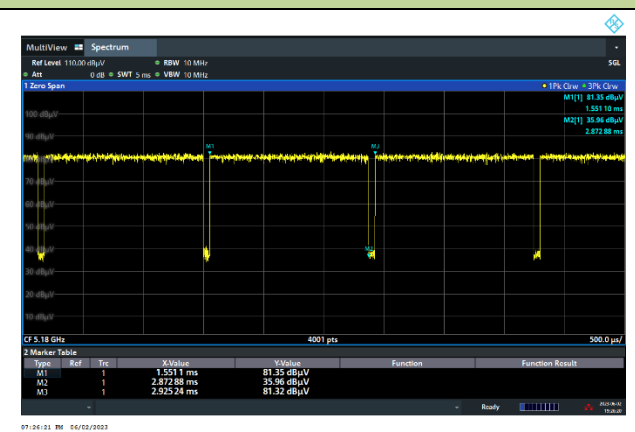 MultiView Spectrum
Ref Level 110.00 dBµV RBW 10 MHz SGL
Att 0 dB SWT 5 ms VBW 10 MHz
1 Zero Span 1Pk Clrw 3Pk Clrw
M1[1] 81.35 dBµV
1.551 10 ms
M2[1] 35.96 dBµV
2.872 88 ms
100 dBµV
90 dBµV
M1 M3
70 dBµV
60 dBµV
50 dBµV
40 dBµV
M2
30 dBµV
20 dBµV
10 dBµV
CF 5.18 GHz 4001 pts 500.0 µs/
2 Marker Table
Type Ref Trc X-Value Y-Value Function Function Result
M1 1 1.551 1 ms 81.35 dBµV
M2 1 2.872 88 ms 35.96 dBµV
M3 1 2.925 24 ms 81.32 dBµV
Ready
07:26:21 PM 06/02/2023